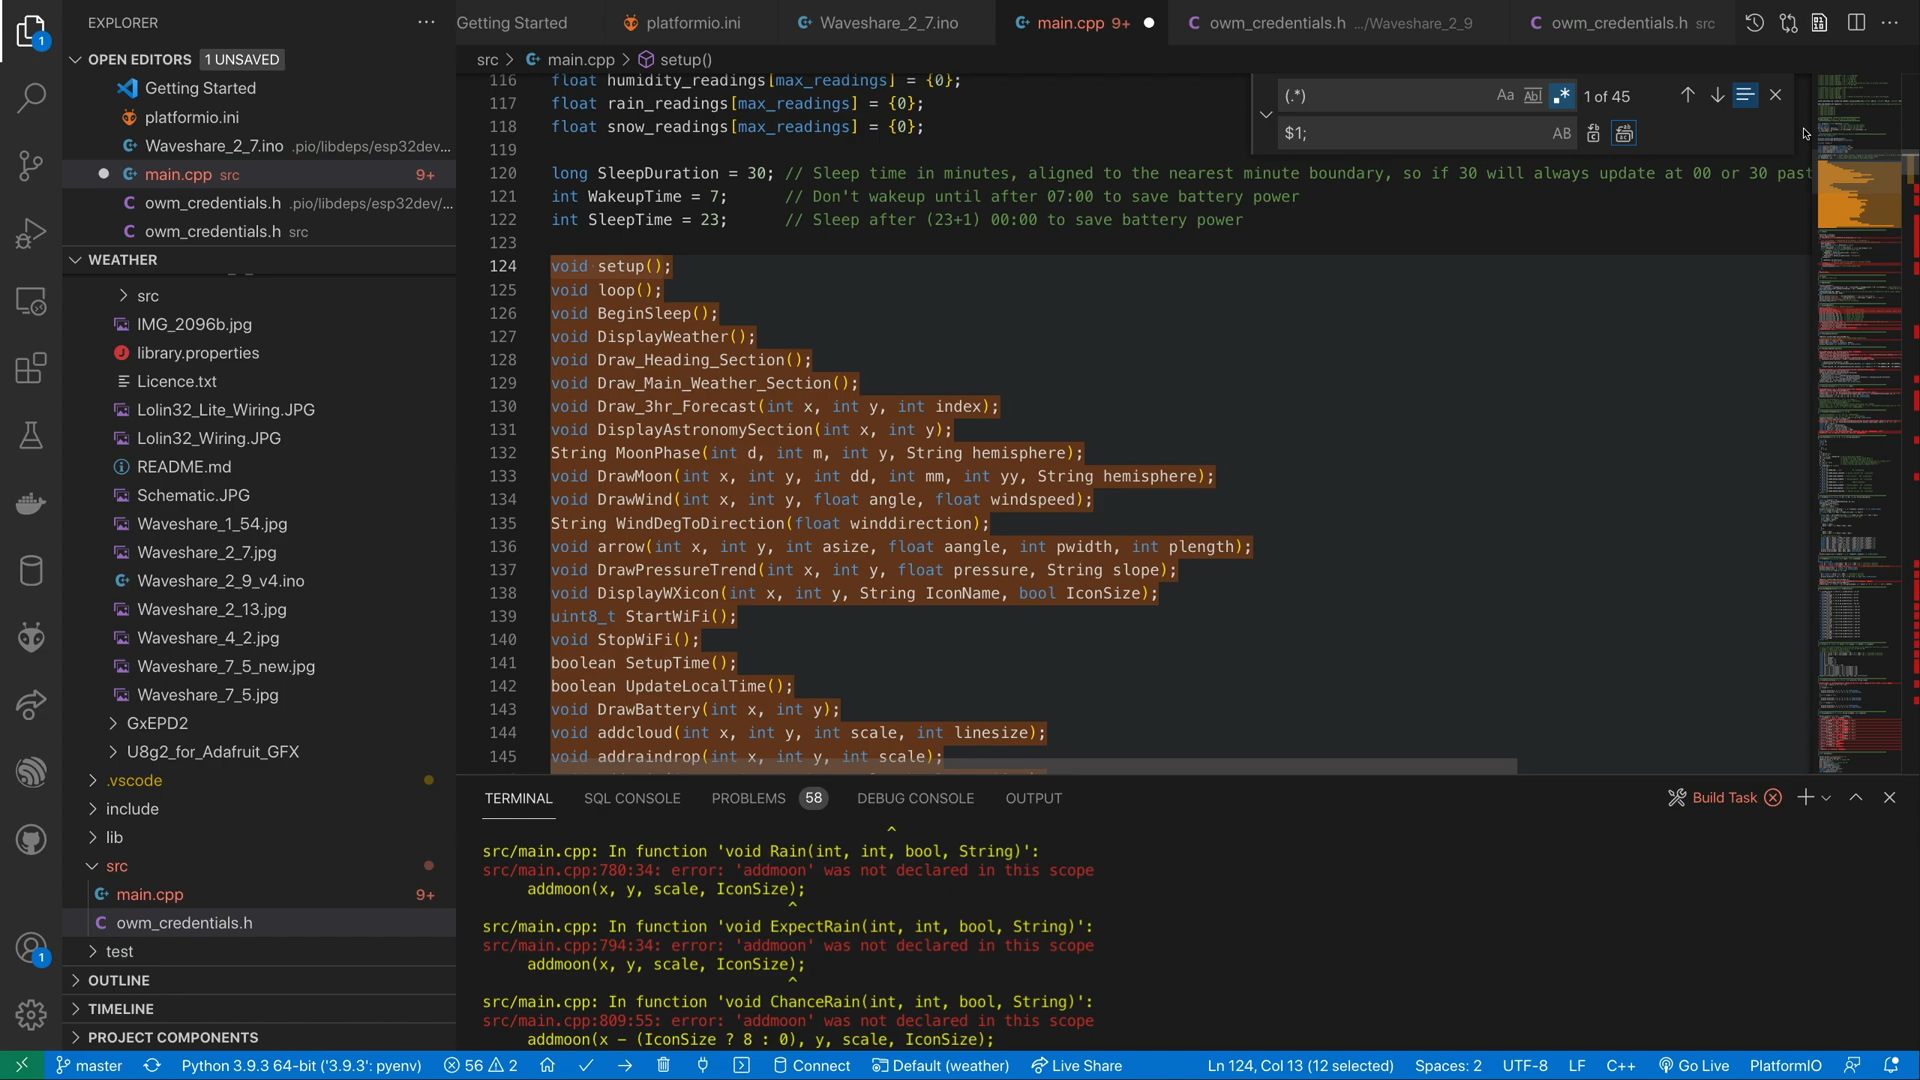 EXPLORER
OPEN EDITORS 1 UNSAVED
Getting Started
platformio.ini
Waveshare_2_7.ino .pio/libdeps/esp32dev...
main.cpp src 9+
owm_credentials.h .pio/libdeps/esp32dev/...
owm_credentials.h src
WEATHER
src
IMG_2096b.jpg
library.properties
Licence.txt
Lolin32_Lite_Wiring.JPG
Lolin32_Wiring.JPG
README.md
Schematic.JPG
Waveshare_1_54.jpg
Waveshare_2_7.jpg
Waveshare_2_9_v4.ino
Waveshare_2_13.jpg
Waveshare_4_2.jpg
Waveshare_7_5_new.jpg
Waveshare_7_5.jpg
GxEPD2
U8g2_for_Adafruit_GFX
.vscode
include
lib
src
main.cpp 9+
owm_credentials.h
test
OUTLINE
TIMELINE
PROJECT COMPONENTS
1
1
Getting Started platformio.ini Waveshare_2_7.ino main.cpp 9+ owm_credentials.h .../Waveshare_2_9 owm_credentials.h src
src > main.cpp > setup()
(.*) Aa Abl .* 1 of 45
$1; AB
116 float humidity_readings[max_readings] = {0};
117 float rain_readings[max_readings] = {0};
118 float snow_readings[max_readings] = {0};
119
120 long SleepDuration = 30; // Sleep time in minutes, aligned to the nearest minute boundary, so if 30 will always update at 00 or 30 past
121 int WakeupTime = 7; // Don't wakeup until after 07:00 to save battery power
122 int SleepTime = 23; // Sleep after (23+1) 00:00 to save battery power
123
124 void setup();
125 void loop();
126 void BeginSleep();
127 void DisplayWeather();
128 void Draw_Heading_Section();
129 void Draw_Main_Weather_Section();
130 void Draw_3hr_Forecast(int x, int y, int index);
131 void DisplayAstronomySection(int x, int y);
132 String MoonPhase(int d, int m, int y, String hemisphere);
133 void DrawMoon(int x, int y, int dd, int mm, int yy, String hemisphere);
134 void DrawWind(int x, int y, float angle, float windspeed);
135 String WindDegToDirection(float winddirection);
136 void arrow(int x, int y, int asize, float aangle, int pwidth, int plength);
137 void DrawPressureTrend(int x, int y, float pressure, String slope);
138 void DisplayWXicon(int x, int y, String IconName, bool IconSize);
139 uint8_t StartWiFi();
140 void StopWiFi();
141 boolean SetupTime();
142 boolean UpdateLocalTime();
143 void DrawBattery(int x, int y);
144 void addcloud(int x, int y, int scale, int linesize);
145 void addraindrop(int x, int y, int scale);
TERMINAL SQL CONSOLE PROBLEMS 58 DEBUG CONSOLE OUTPUT Build Task
^
src/main.cpp: In function 'void Rain(int, int, bool, String)':
src/main.cpp:780:34: error: 'addmoon' was not declared in this scope
addmoon(x, y, scale, IconSize);
^
src/main.cpp: In function 'void ExpectRain(int, int, bool, String)':
src/main.cpp:794:34: error: 'addmoon' was not declared in this scope
addmoon(x, y, scale, IconSize);
^
src/main.cpp: In function 'void ChanceRain(int, int, bool, String)':
src/main.cpp:809:55: error: 'addmoon' was not declared in this scope
addmoon(x - (IconSize ? 8 : 0), y, scale, IconSize);
master Python 3.9.3 64-bit ('3.9.3': pyenv) 56 2 Connect Default (weather) Live Share Ln 124, Col 13 (12 selected) Spaces: 2 UTF-8 LF C++ Go Live PlatformIO